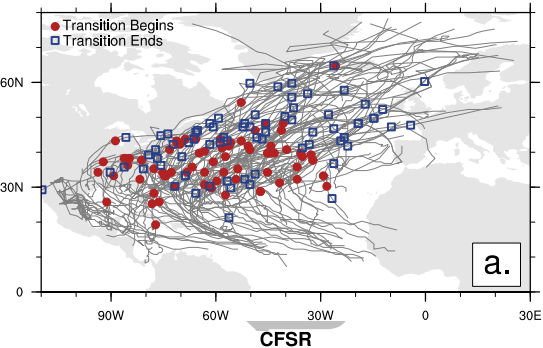 Transition Begins
Transition Ends
60N
30N
0
a.
90W
60W
30W
0
30E
CFSR